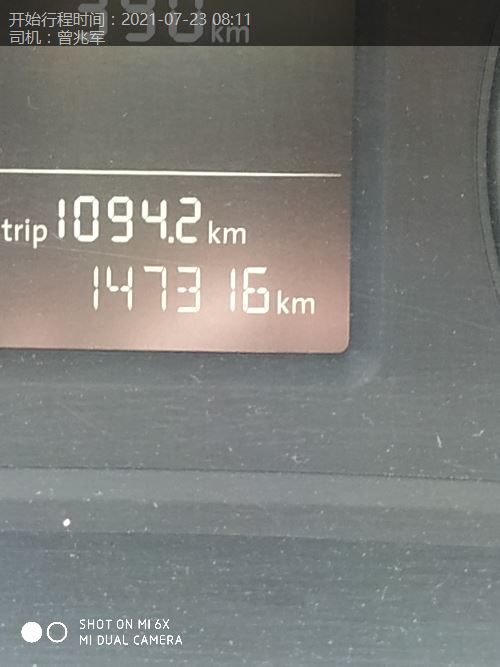 开始行程时间：2021-07-23 08:11
司机：曾兆军
390 km
trip 1094.2 km
147316 km
SHOT ON MI 6X
MI DUAL CAMERA